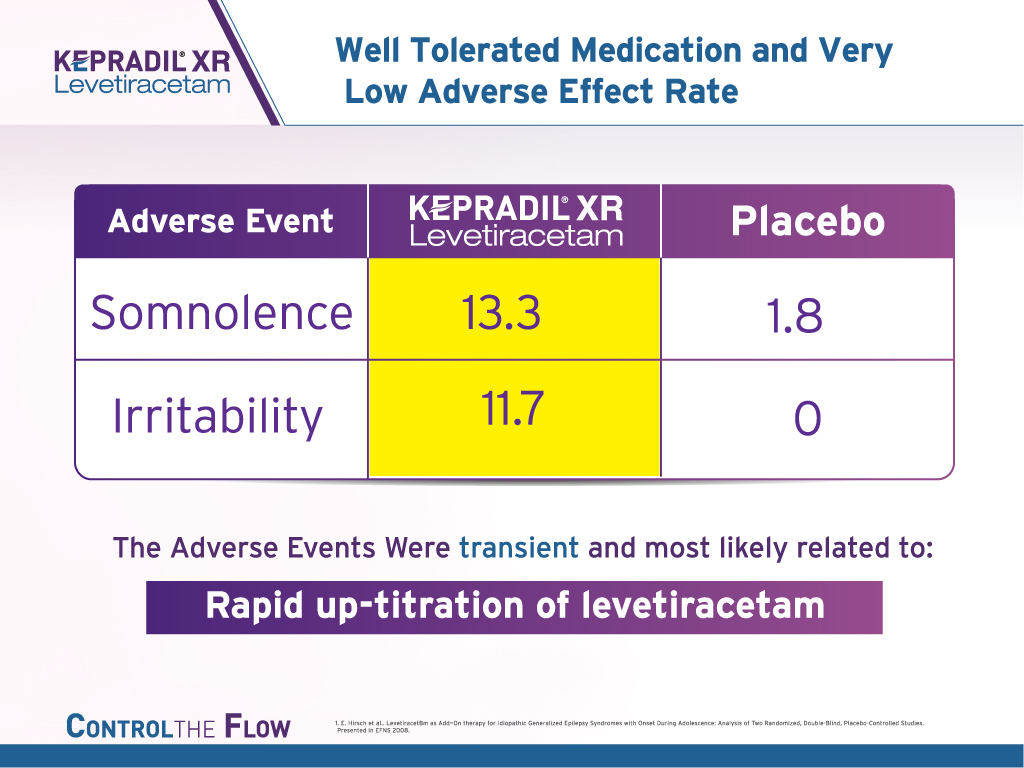 KEPRADIL® XR
Levetiracetam
Well Tolerated Medication and Very
Low Adverse Effect Rate
Adverse Event
KEPRADIL® XR
Levetiracetam
Placebo
Somnolence
13.3
1.8
Irritability
11.7
0
The Adverse Events Were transient and most likely related to:
Rapid up-titration of levetiracetam
CONTROL THE FLOW
1. E. Hirsch et al.. LevetiracetBm as Add-On therapy for idiopathic Generalized Epilepsy Syndromes with Onset During Adolescence: Analysis of Two Randomized, Double-Blind, Placebo-Controlled Studies.
Presented in EFNS 2008.